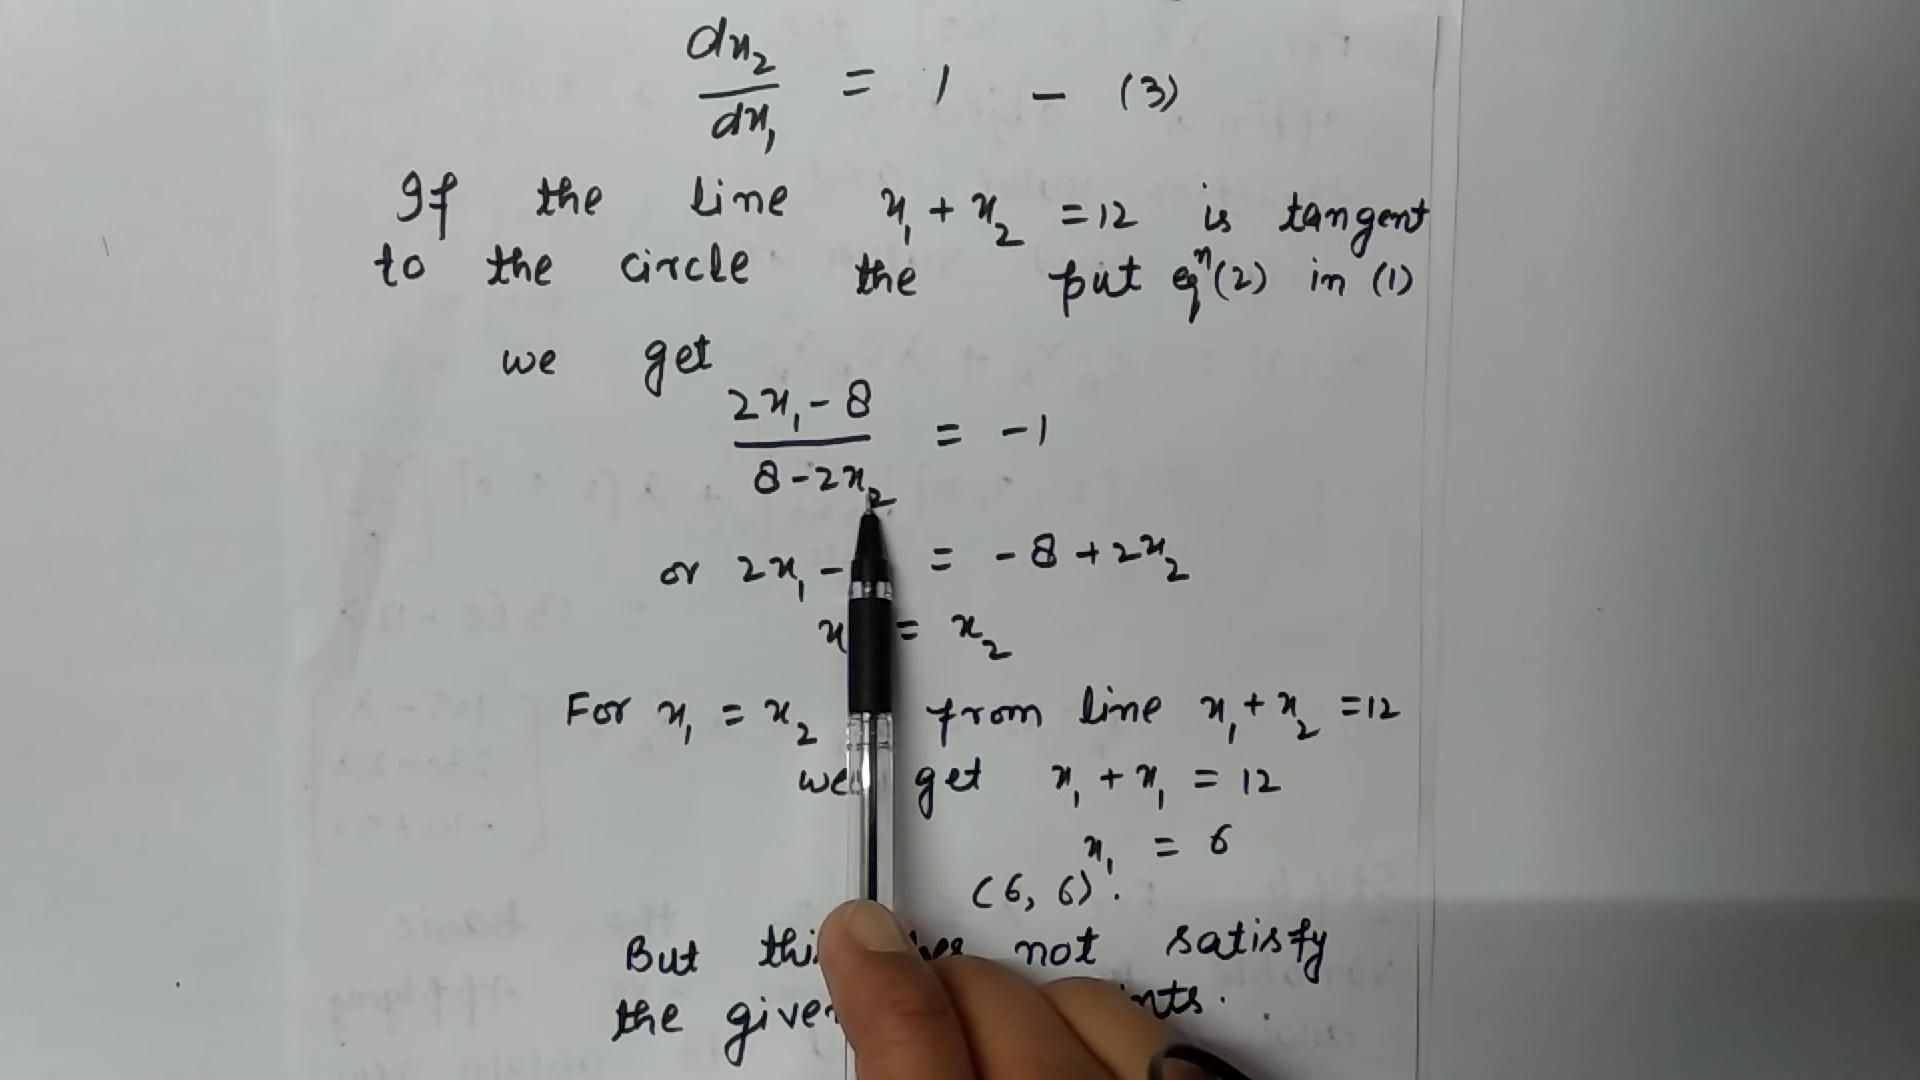 dx₂/dx₁ = 1 - (3)
If the line x₁ + x₂ = 12 is tangent
to the circle the put eqⁿ(2) in (1)
we get
(2x₁ - 8)/(8 - 2x₂) = -1
or 2x₁ - = -8 + 2x₂
x = x₂
For x₁ = x₂ from line x₁ + x₂ = 12
we get x₁ + x₁ = 12
x₁ = 6
(6, 6).
But not satisfy
the